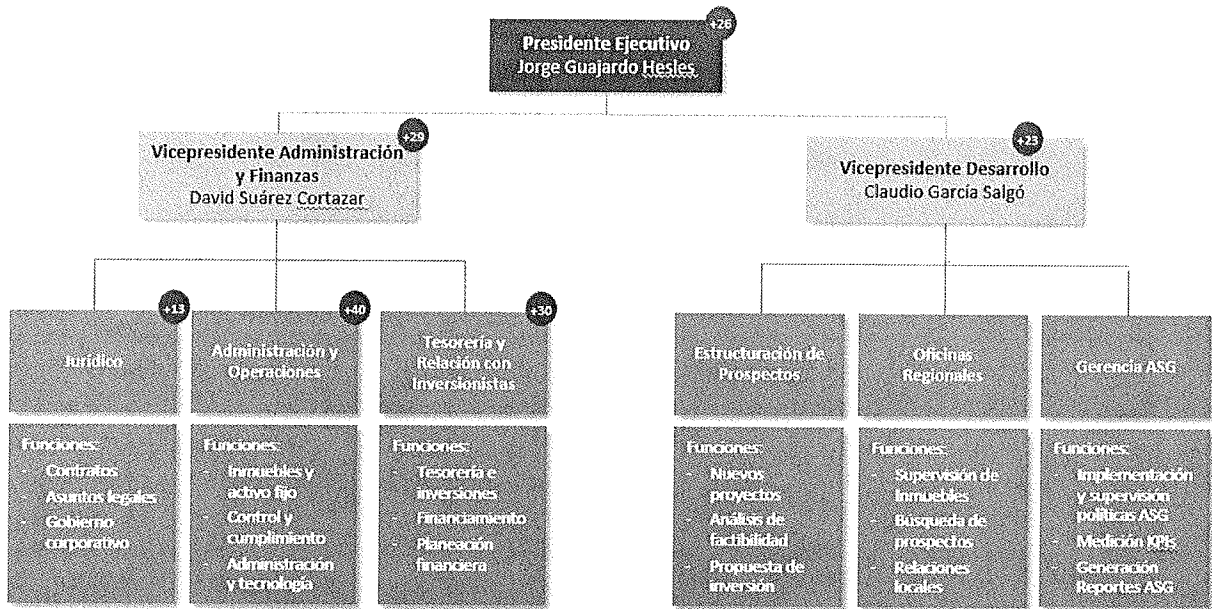 +26
Presidente Ejecutivo
Jorge Guajardo Hesles
+29
Vicepresidente Administración
y Finanzas
David Suárez Cortazar
+23
Vicepresidente Desarrollo
Claudio García Salgó
+13
Jurídico
+40
Administración y
Operaciones
+30
Tesorería y
Relación con
Inversionistas
Estructuración de
Prospectos
Oficinas
Regionales
Gerencia ASG
Funciones:
- Contratos
- Asuntos legales
- Gobierno
corporativo
Funciones:
- Inmuebles y
activo fijo
- Control y
cumplimiento
- Administración
y tecnología
Funciones:
- Tesorería e
inversiones
- Financiamiento
- Planeación
financiera
Funciones:
- Nuevos
proyectos
- Análisis de
factibilidad
- Propuesta de
inversión
Funciones:
- Supervisión de
Inmuebles
- Búsqueda de
prospectos
- Relaciones
locales
Funciones:
- Implementación
y supervisión
políticas ASG
- Medición KPIs
- Generación
Reportes ASG